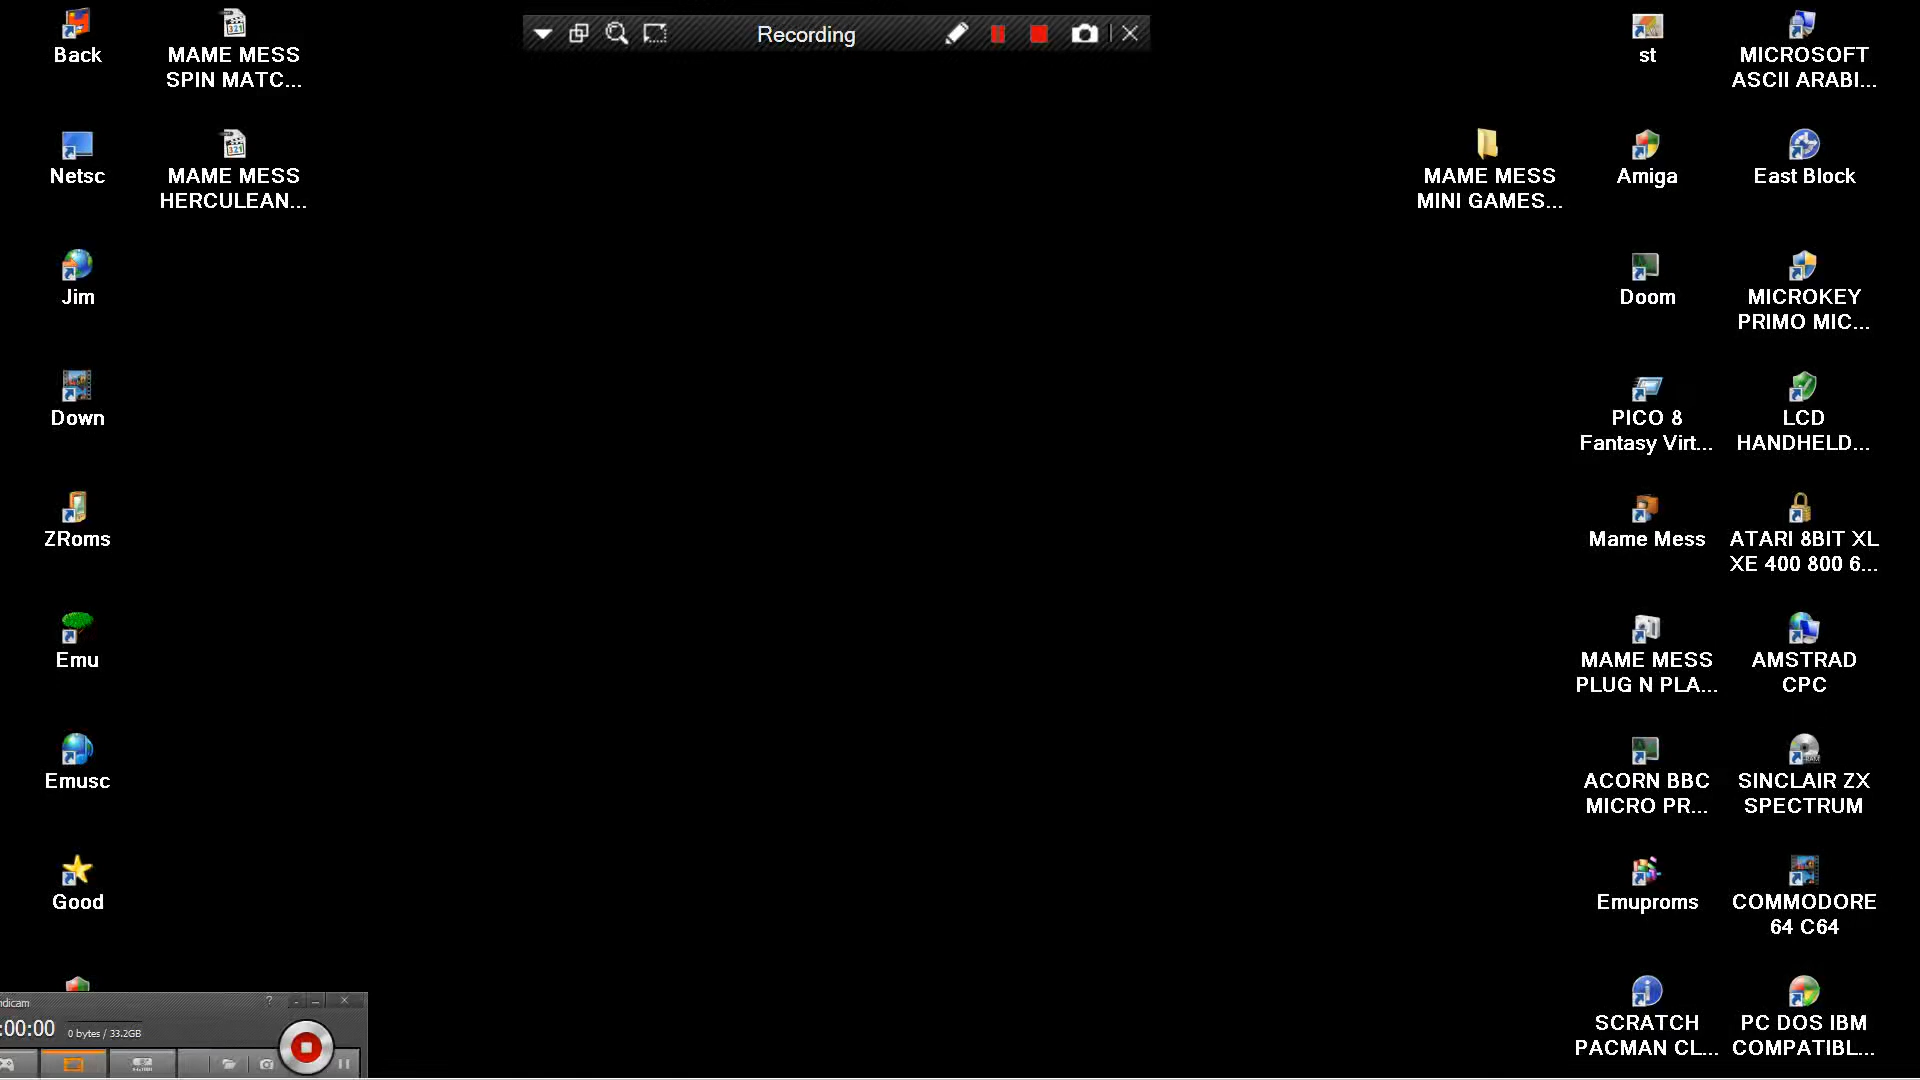 Back
MAME MESS
SPIN MATC...
Recording
st
MICROSOFT
ASCII ARABI...
Netsc
MAME MESS
HERCULEAN...
MAME MESS
MINI GAMES...
Amiga
East Block
Jim
Doom
MICROKEY
PRIMO MIC...
Down
PICO 8
Fantasy Virt...
LCD
HANDHELD...
ZRoms
Mame Mess
ATARI 8BIT XL
XE 400 800 6...
Emu
MAME MESS
PLUG N PLA...
AMSTRAD
CPC
Emusc
ACORN BBC
MICRO PR...
SINCLAIR ZX
SPECTRUM
Good
Emuproms
COMMODORE
64 C64
ndicam
:00:00
0 bytes / 33.2GB
SCRATCH
PACMAN CL...
PC DOS IBM
COMPATIBL...